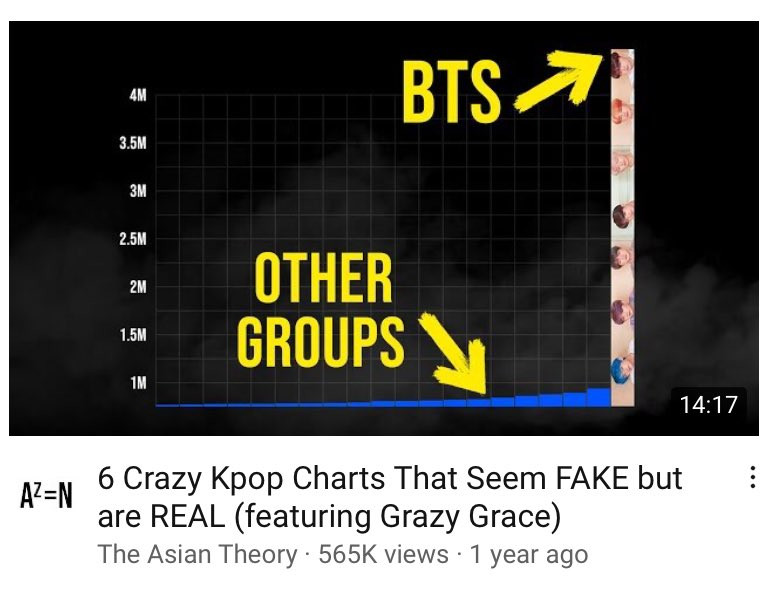 BTS
4M
3.5M
3M
2.5M
2M
1.5M
1M
OTHER
GROUPS
14:17
Aᶻ=N
6 Crazy Kpop Charts That Seem FAKE but
are REAL (featuring Grazy Grace)
The Asian Theory · 565K views · 1 year ago